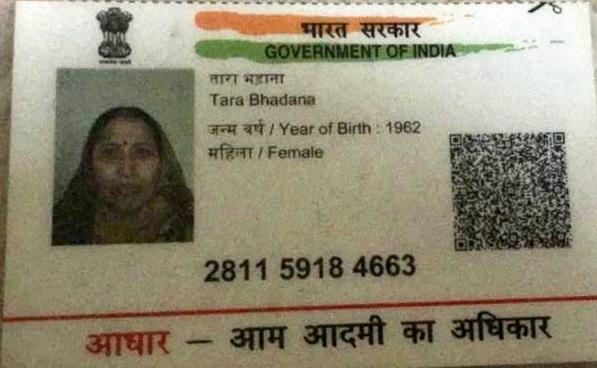 भारत सरकार
GOVERNMENT OF INDIA
तारा भडाना
Tara Bhadana
जन्म वर्ष / Year of Birth : 1962
महिला / Female
2811 5918 4663
आधार – आम आदमी का अधिकार